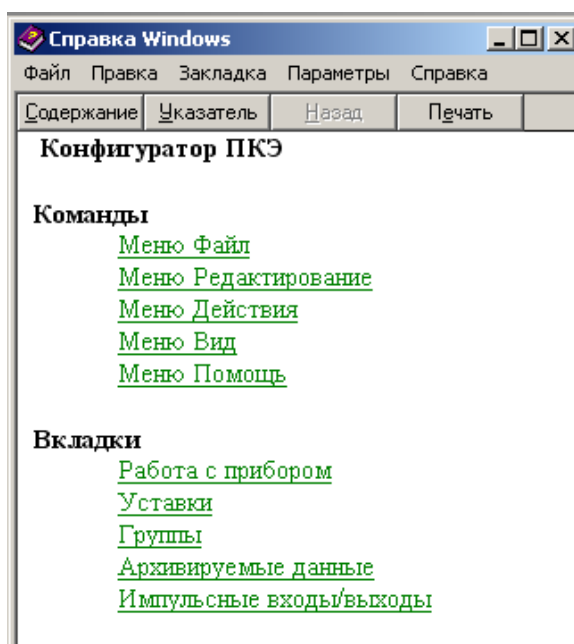 Справка Windows
Файл Правка Закладка Параметры Справка
Содержание Указатель Назад Печать
Конфигуратор ПКЭ
Команды
Меню Файл
Меню Редактирование
Меню Действия
Меню Вид
Меню Помощь
Вкладки
Работа с прибором
Уставки
Группы
Архивируемые данные
Импульсные входы/выходы